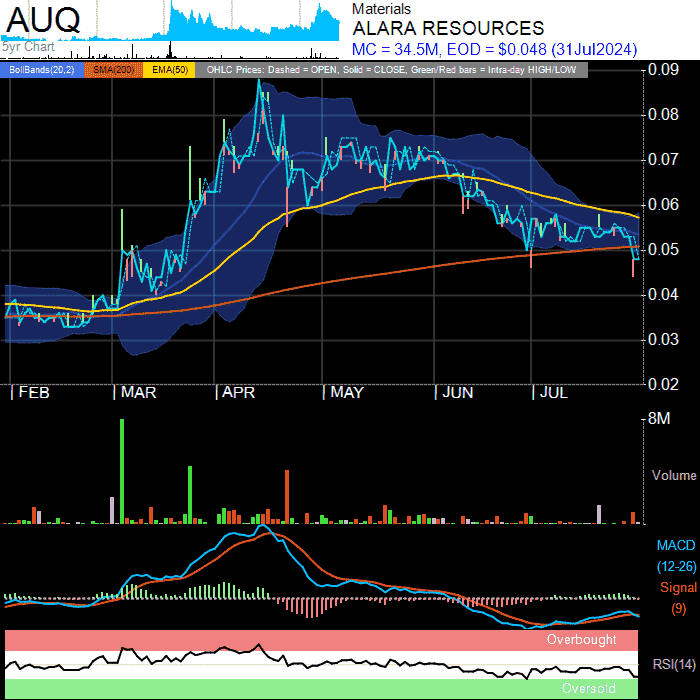 AUQ
5yr Chart
Materials
ALARA RESOURCES
MC = 34.5M, EOD = $0.048 (31Jul2024)
BollBands(20,2) SMA(200) EMA(50) OHLC Prices: Dashed = OPEN, Solid = CLOSE, Green/Red bars = Intra-day HIGH/LOW
0.09
0.08
0.07
0.06
0.05
0.04
0.03
0.02
FEB MAR APR MAY JUN JUL
8M
Volume
MACD
(12-26)
Signal
(9)
Overbought
RSI(14)
Oversold